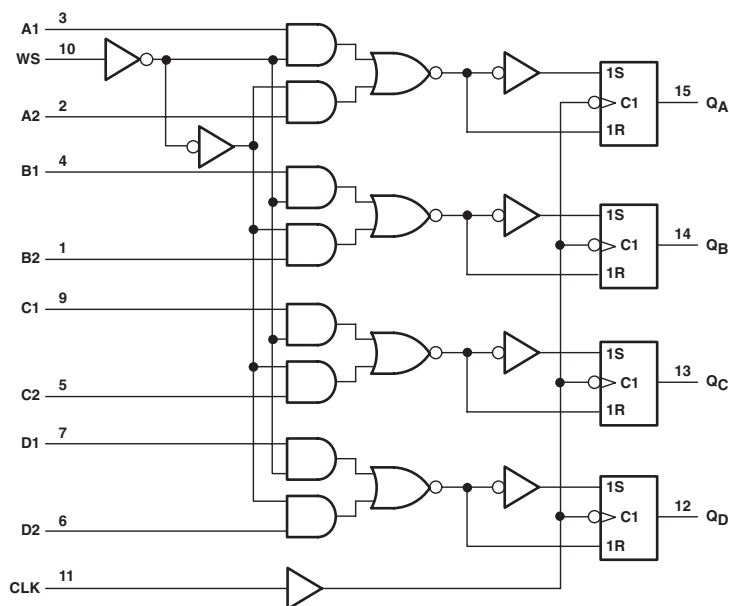 A1 3
WS 10
A2 2
1S
C1
1R
15 QA
B1 4
B2 1
1S
C1
1R
14 QB
C1 9
C2 5
1S
C1
1R
13 QC
D1 7
D2 6
1S
C1
1R
12 QD
CLK 11